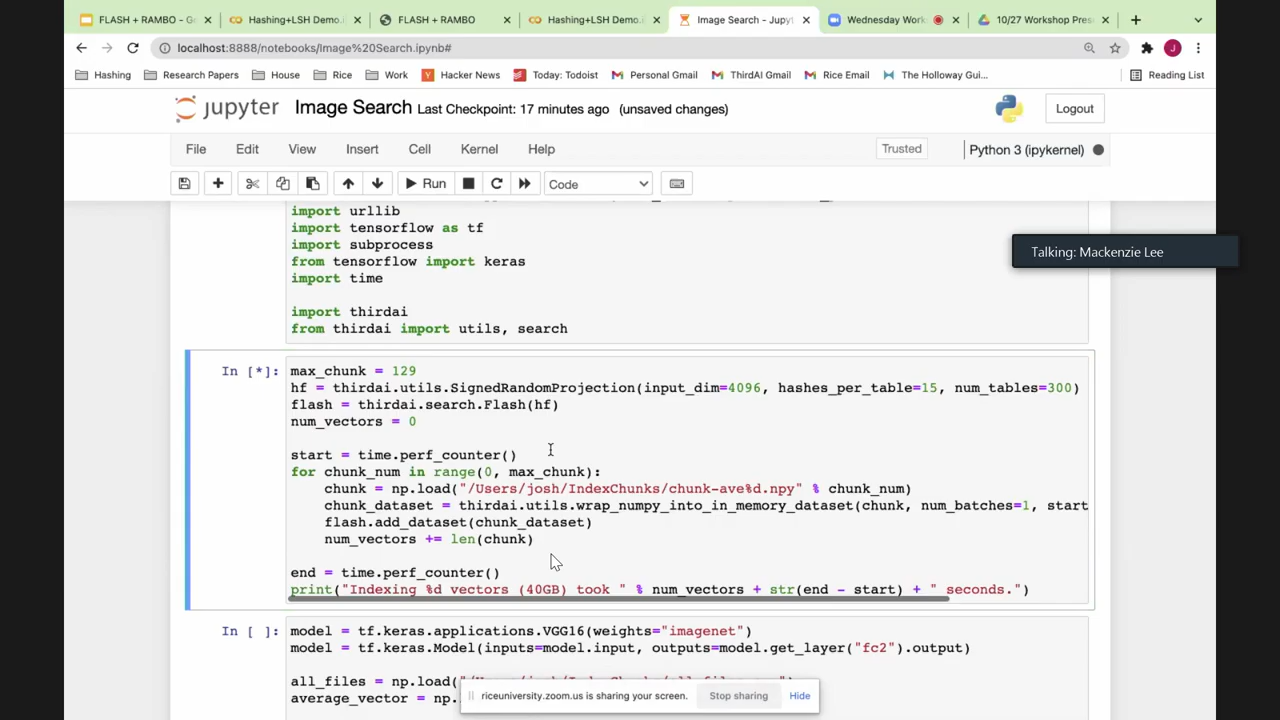 FLASH + RAMBO - G
Hashing+LSH Demo.i
FLASH + RAMBO
Hashing+LSH Demo.i
Image Search - Jupyt
Wednesday Work
10/27 Workshop Pres
localhost:8888/notebooks/Image%20Search.ipynb#
J
Hashing
Research Papers
House
Rice
Work
Hacker News
Today: Todoist
Personal Gmail
ThirdAI Gmail
Rice Email
The Holloway Gui...
Reading List
jupyter Image Search Last Checkpoint: 17 minutes ago (unsaved changes)
Logout
File Edit View Insert Cell Kernel Help
Trusted
Python 3 (ipykernel)
Run
Code
import urllib
import tensorflow as tf
import subprocess
from tensorflow import keras
import time
import thirdai
from thirdai import utils, search
Talking: Mackenzie Lee
In [*]: max_chunk = 129
hf = thirdai.utils.SignedRandomProjection(input_dim=4096, hashes_per_table=15, num_tables=300)
flash = thirdai.search.Flash(hf)
num_vectors = 0
start = time.perf_counter()
for chunk_num in range(0, max_chunk):
chunk = np.load("/Users/josh/IndexChunks/chunk-ave%d.npy" % chunk_num)
chunk_dataset = thirdai.utils.wrap_numpy_into_in_memory_dataset(chunk, num_batches=1, start
flash.add_dataset(chunk_dataset)
num_vectors += len(chunk)
end = time.perf_counter()
print("Indexing %d vectors (40GB) took " % num_vectors + str(end - start) + " seconds.")
In [ ]: model = tf.keras.applications.VGG16(weights="imagenet")
model = tf.keras.Model(inputs=model.input, outputs=model.get_layer("fc2").output)
all_files = np.load(
average_vector = np.
riceuniversity.zoom.us is sharing your screen.
Stop sharing
Hide